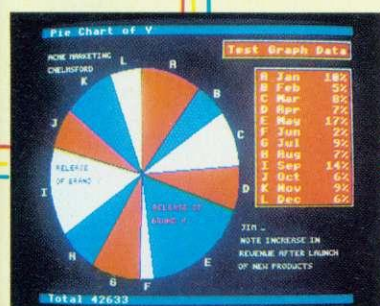 Pie Chart of Y
Test Graph Data
ACME MARKETING
CHELMSFORD
A Jan 10%
B Feb 5%
C Mar 8%
D Apr 7%
E May 17%
F Jun 2%
G Jul 9%
H Aug 7%
I Sep 14%
J Oct 6%
K Nov 9%
L Dec 6%
A
B
C
D
E
F
G
H
I
J
K
L
RELEASE
OF BRAND
RELEASE OF
BRAND
JIM
NOTE INCREASE IN
REVENUE AFTER LAUNCH
OF NEW PRODUCTS
Total 42633